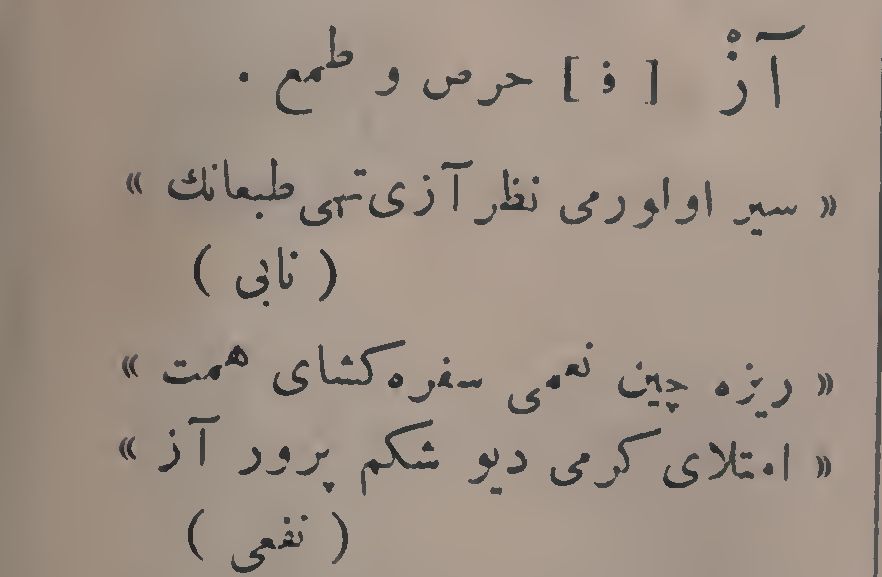 آزْ [ ف ] حرص و طمع .
« سير اولورمى نظر آزى تهى طبعانك »
( نابى )
« ريزه چين نعمى سفره كشاى همت »
« امتلاى كرمى ديو شكم پرور آز »
( نفعى )